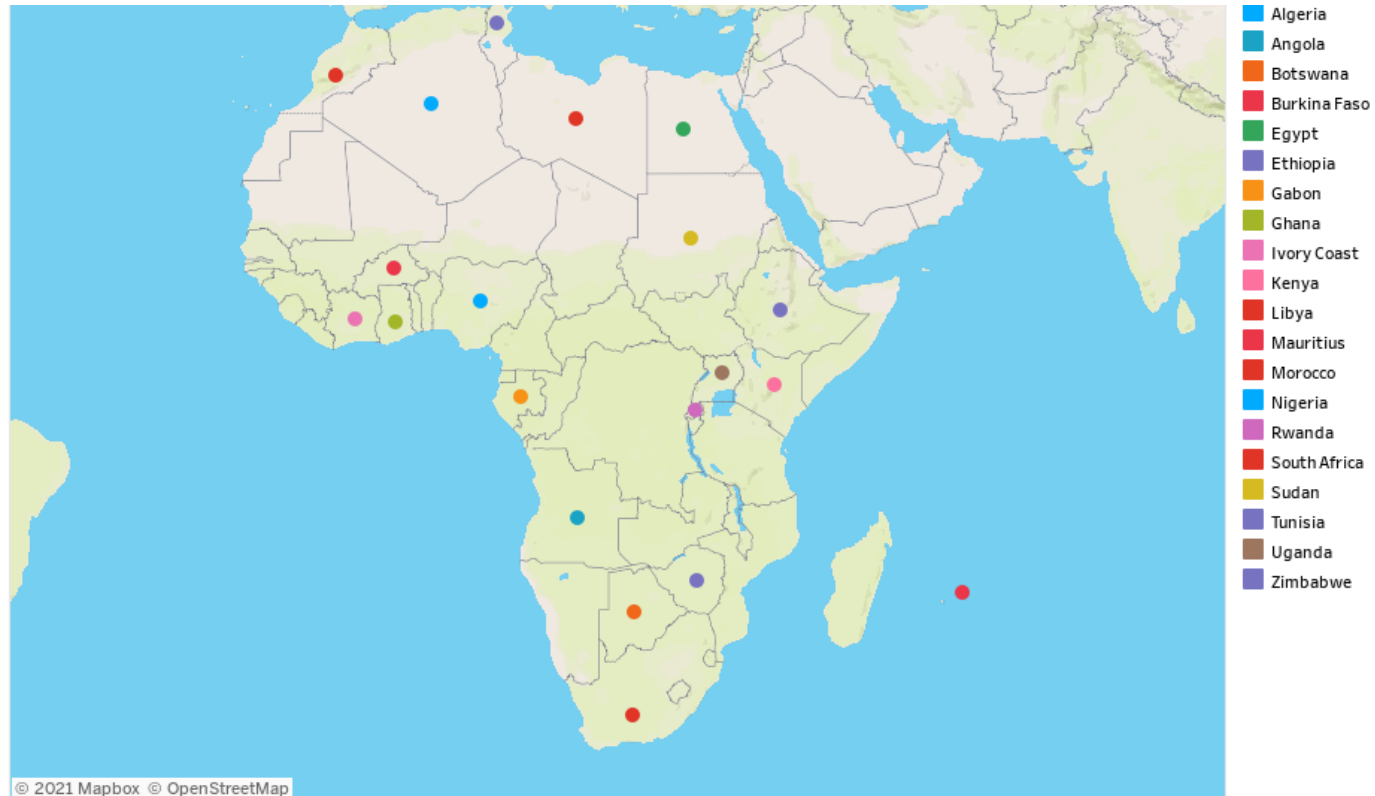 Algeria
Angola
Botswana
Burkina Faso
Egypt
Ethiopia
Gabon
Ghana
Ivory Coast
Kenya
Libya
Mauritius
Morocco
Nigeria
Rwanda
South Africa
Sudan
Tunisia
Uganda
Zimbabwe
© 2021 Mapbox © OpenStreetMap